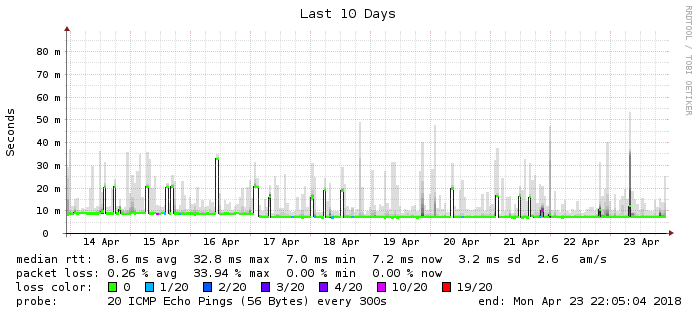 Last 10 Days
RRDTOOL / TOBI OETIKER
Seconds
80 m
70 m
60 m
50 m
40 m
30 m
20 m
10 m
0
14 Apr 15 Apr 16 Apr 17 Apr 18 Apr 19 Apr 20 Apr 21 Apr 22 Apr 23 Apr
median rtt: 8.6 ms avg 32.8 ms max 7.0 ms min 7.2 ms now 3.2 ms sd 2.6 am/s
packet loss: 0.26 % avg 33.94 % max 0.00 % min 0.00 % now
loss color: 0 1/20 2/20 3/20 4/20 10/20 19/20
probe: 20 ICMP Echo Pings (56 Bytes) every 300s end: Mon Apr 23 22:05:04 2018